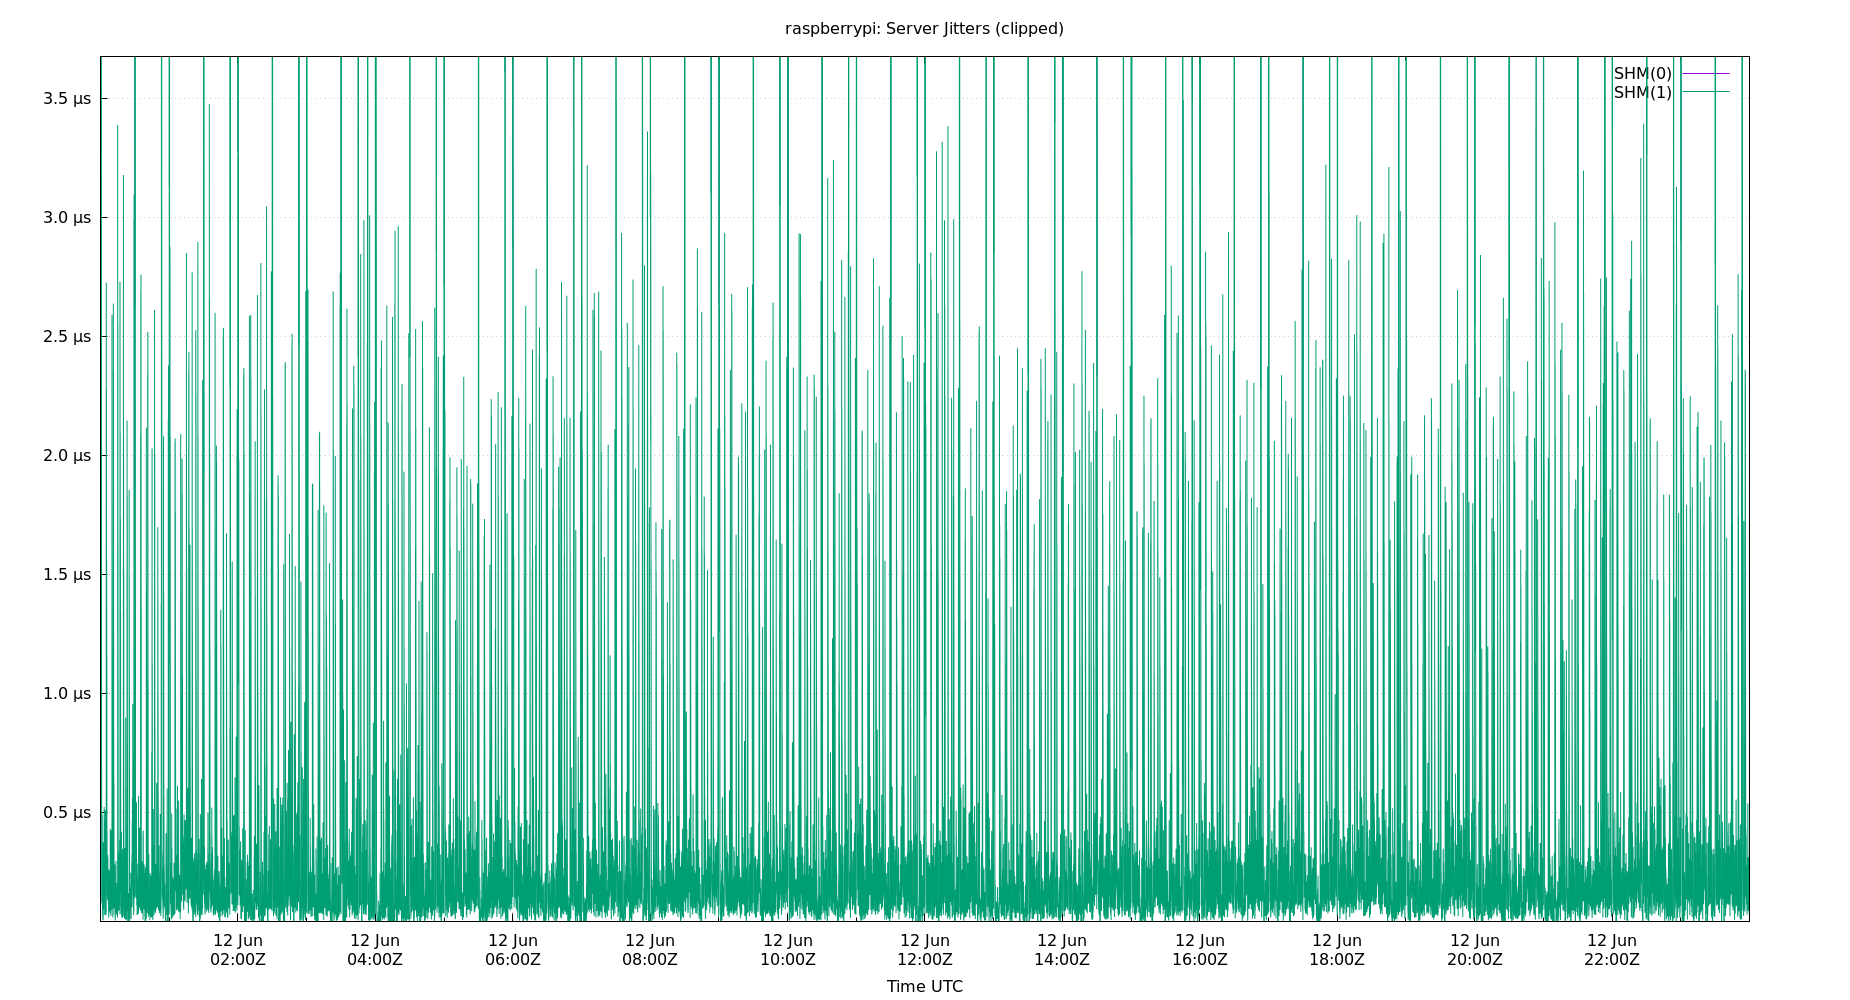 raspberrypi: Server Jitters (clipped)
SHM(0)
SHM(1)
3.5 µs
3.0 µs
2.5 µs
2.0 µs
1.5 µs
1.0 µs
0.5 µs
12 Jun 12 Jun 12 Jun 12 Jun 12 Jun 12 Jun 12 Jun 12 Jun 12 Jun 12 Jun 12 Jun
02:00Z 04:00Z 06:00Z 08:00Z 10:00Z 12:00Z 14:00Z 16:00Z 18:00Z 20:00Z 22:00Z
Time UTC